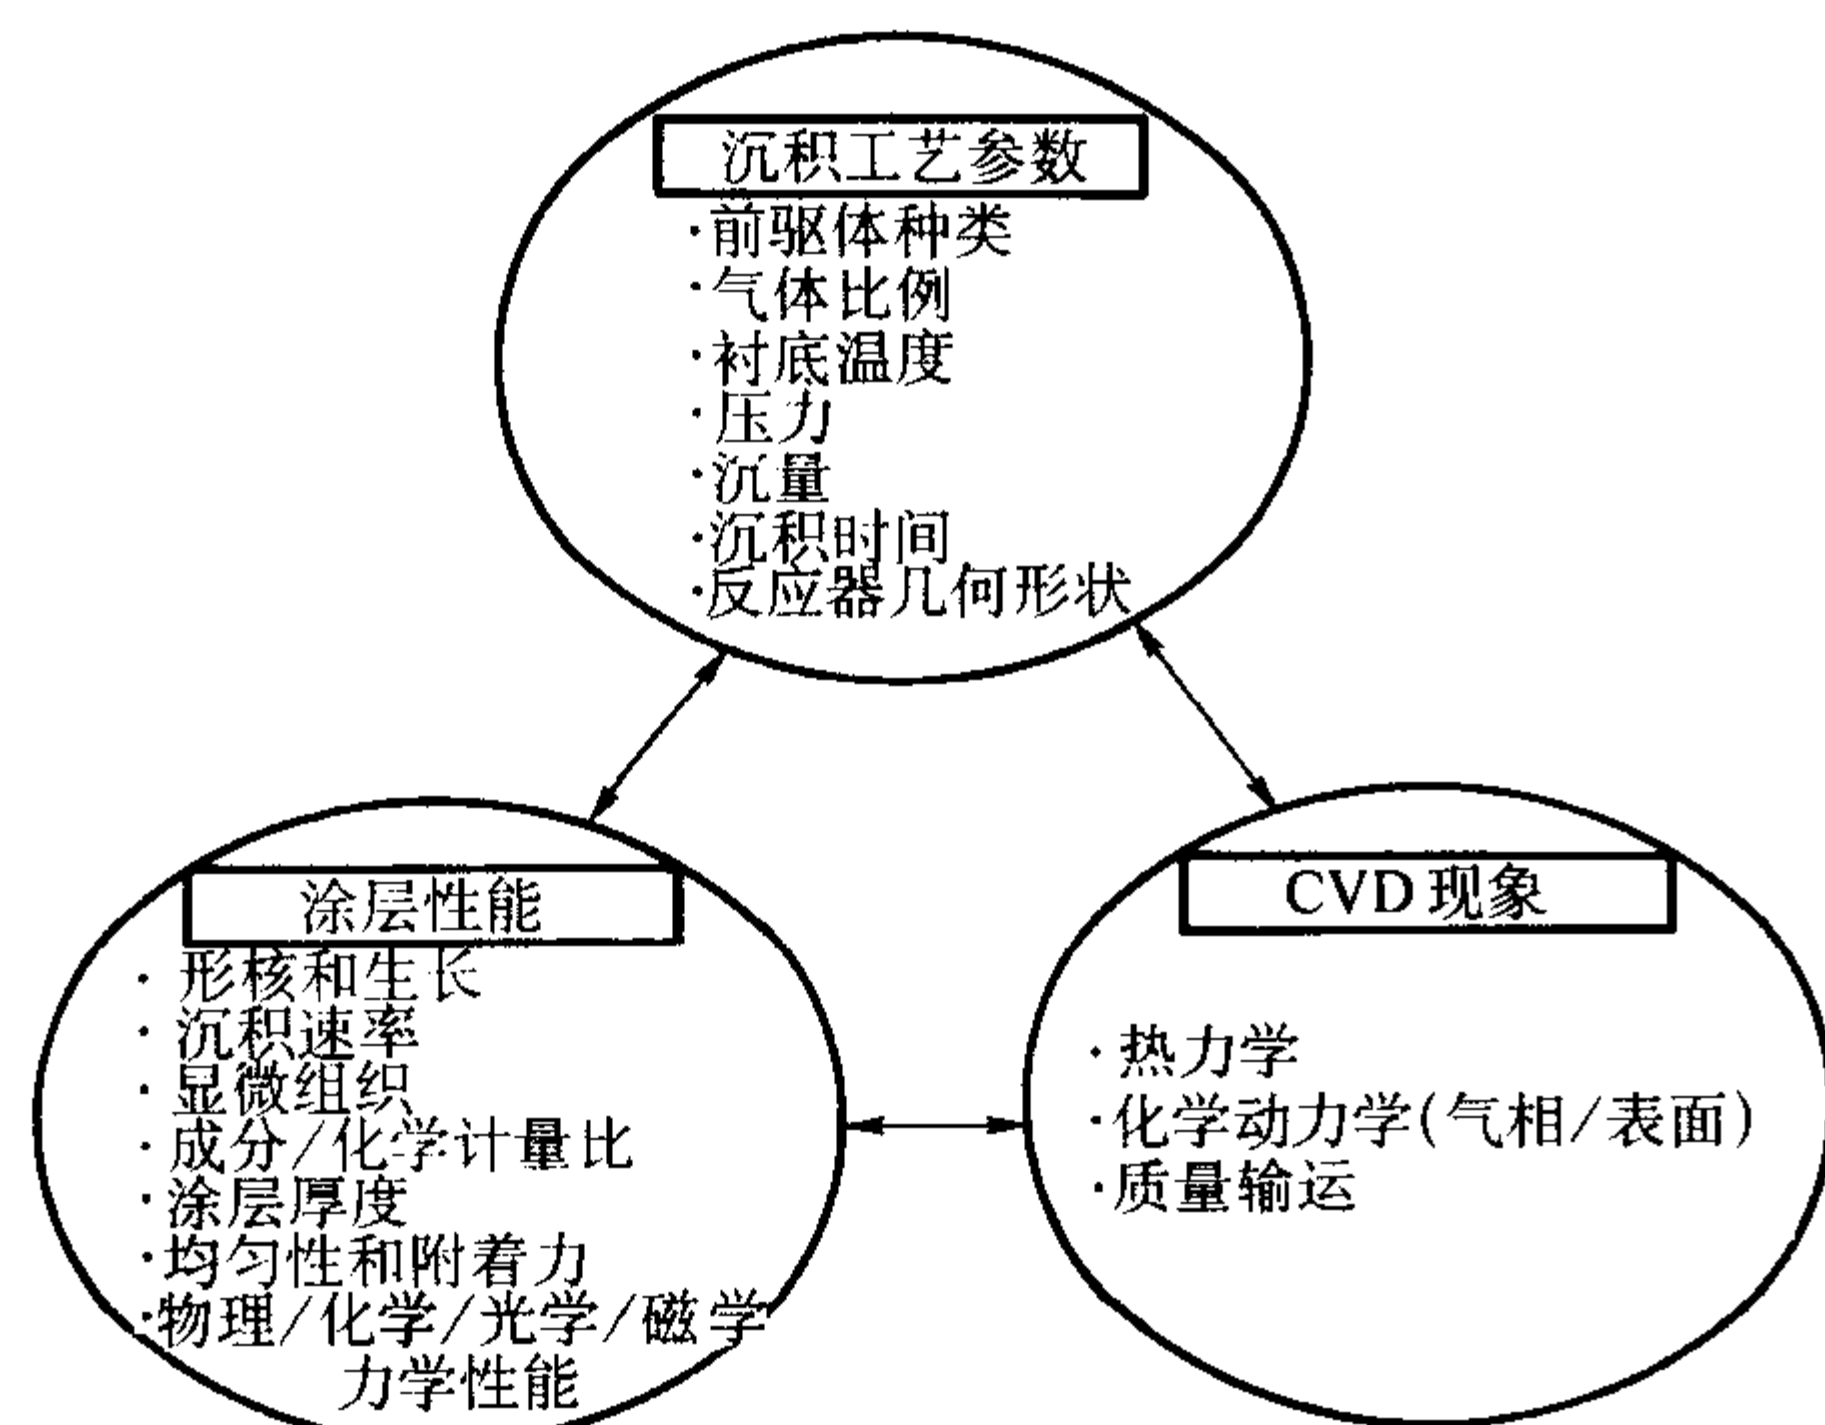 沉积工艺参数
·前驱体种类
·气体比例
·衬底温度
·压力
·沉量
·沉积时间
·反应器几何形状
涂层性能
· 形核和生长
· 沉积速率
· 显微组织
· 成分/化学计量比
·涂层厚度
·均匀性和附着力
·物理/化学/光学/磁学
力学性能
CVD现象
·热力学
·化学动力学(气相/表面)
·质量输运